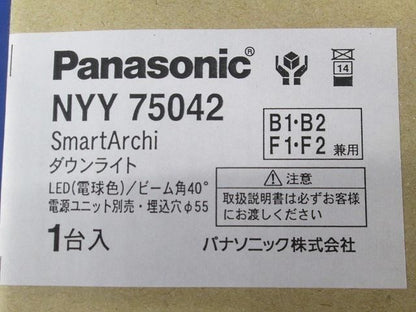 Panasonic®
14
NYY 75042
B1・B2
F1・F2 兼用
SmartArchi
ダウンライト
LED(電球色)/ビーム角40°
電源ユニット別売・埋込穴φ55
注意
取扱説明書は必ずお客様
にお渡しください
1台入
パナソニック株式会社